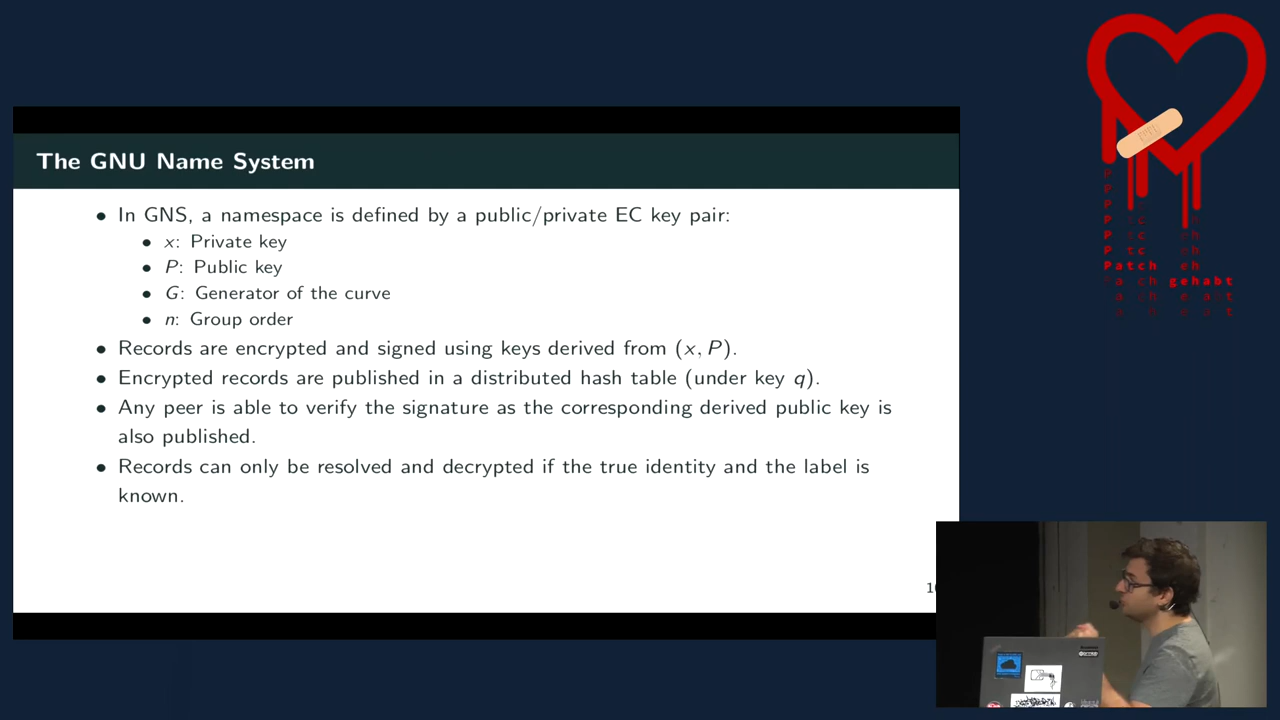 The GNU Name System
• In GNS, a namespace is defined by a public/private EC key pair:
• x: Private key
• P: Public key
• G: Generator of the curve
• n: Group order
• Records are encrypted and signed using keys derived from (x, P).
• Encrypted records are published in a distributed hash table (under key q).
• Any peer is able to verify the signature as the corresponding derived public key is
also published.
• Records can only be resolved and decrypted if the true identity and the label is
known.
Patch
gehabt